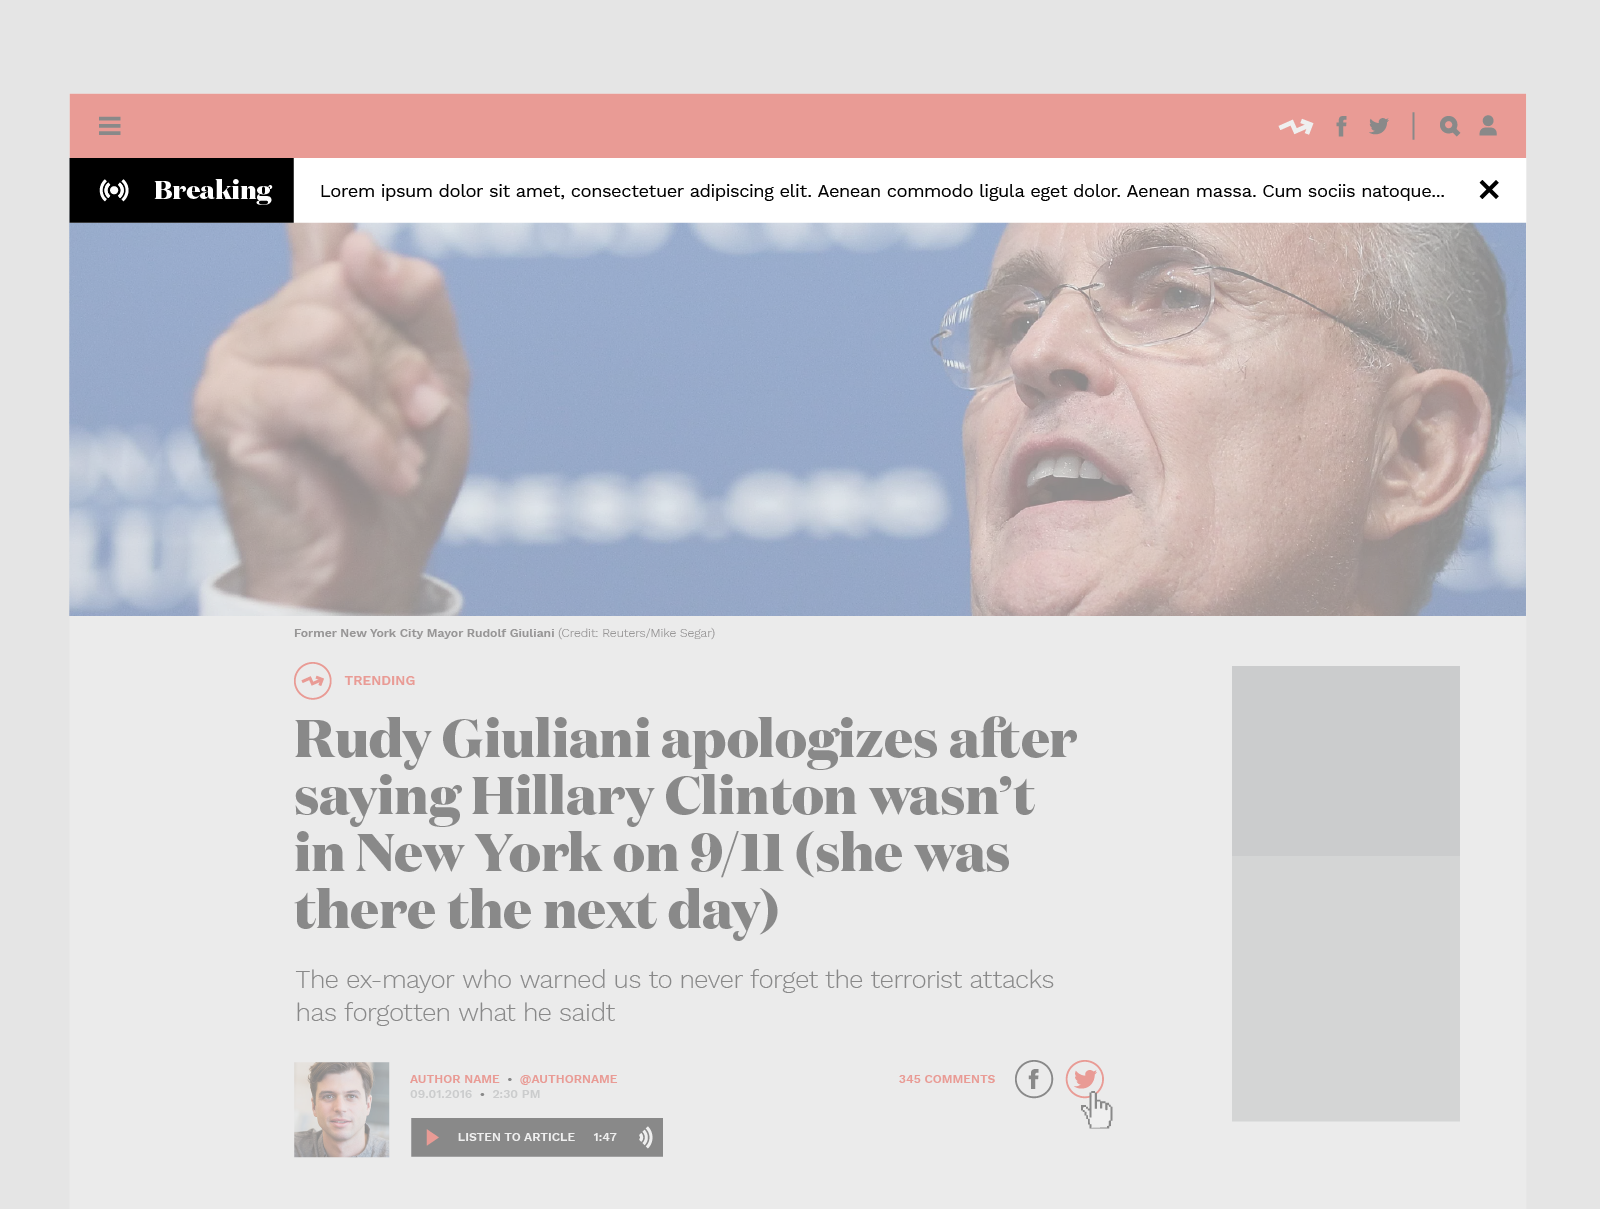 Breaking
Lorem ipsum dolor sit amet, consectetuer adipiscing elit. Aenean commodo ligula eget dolor. Aenean massa. Cum sociis natoque...
PRESS.ORG
Former New York City Mayor Rudolf Giuliani (Credit: Reuters/Mike Segar)
TRENDING
Rudy Giuliani apologizes after
saying Hillary Clinton wasn't
in New York on 9/11 (she was
there the next day)
The ex-mayor who warned us to never forget the terrorist attacks
has forgotten what he saidt
AUTHOR NAME • @AUTHORNAME
345 COMMENTS
09.01.2016 • 2:30 PM
LISTEN TO ARTICLE 1:47